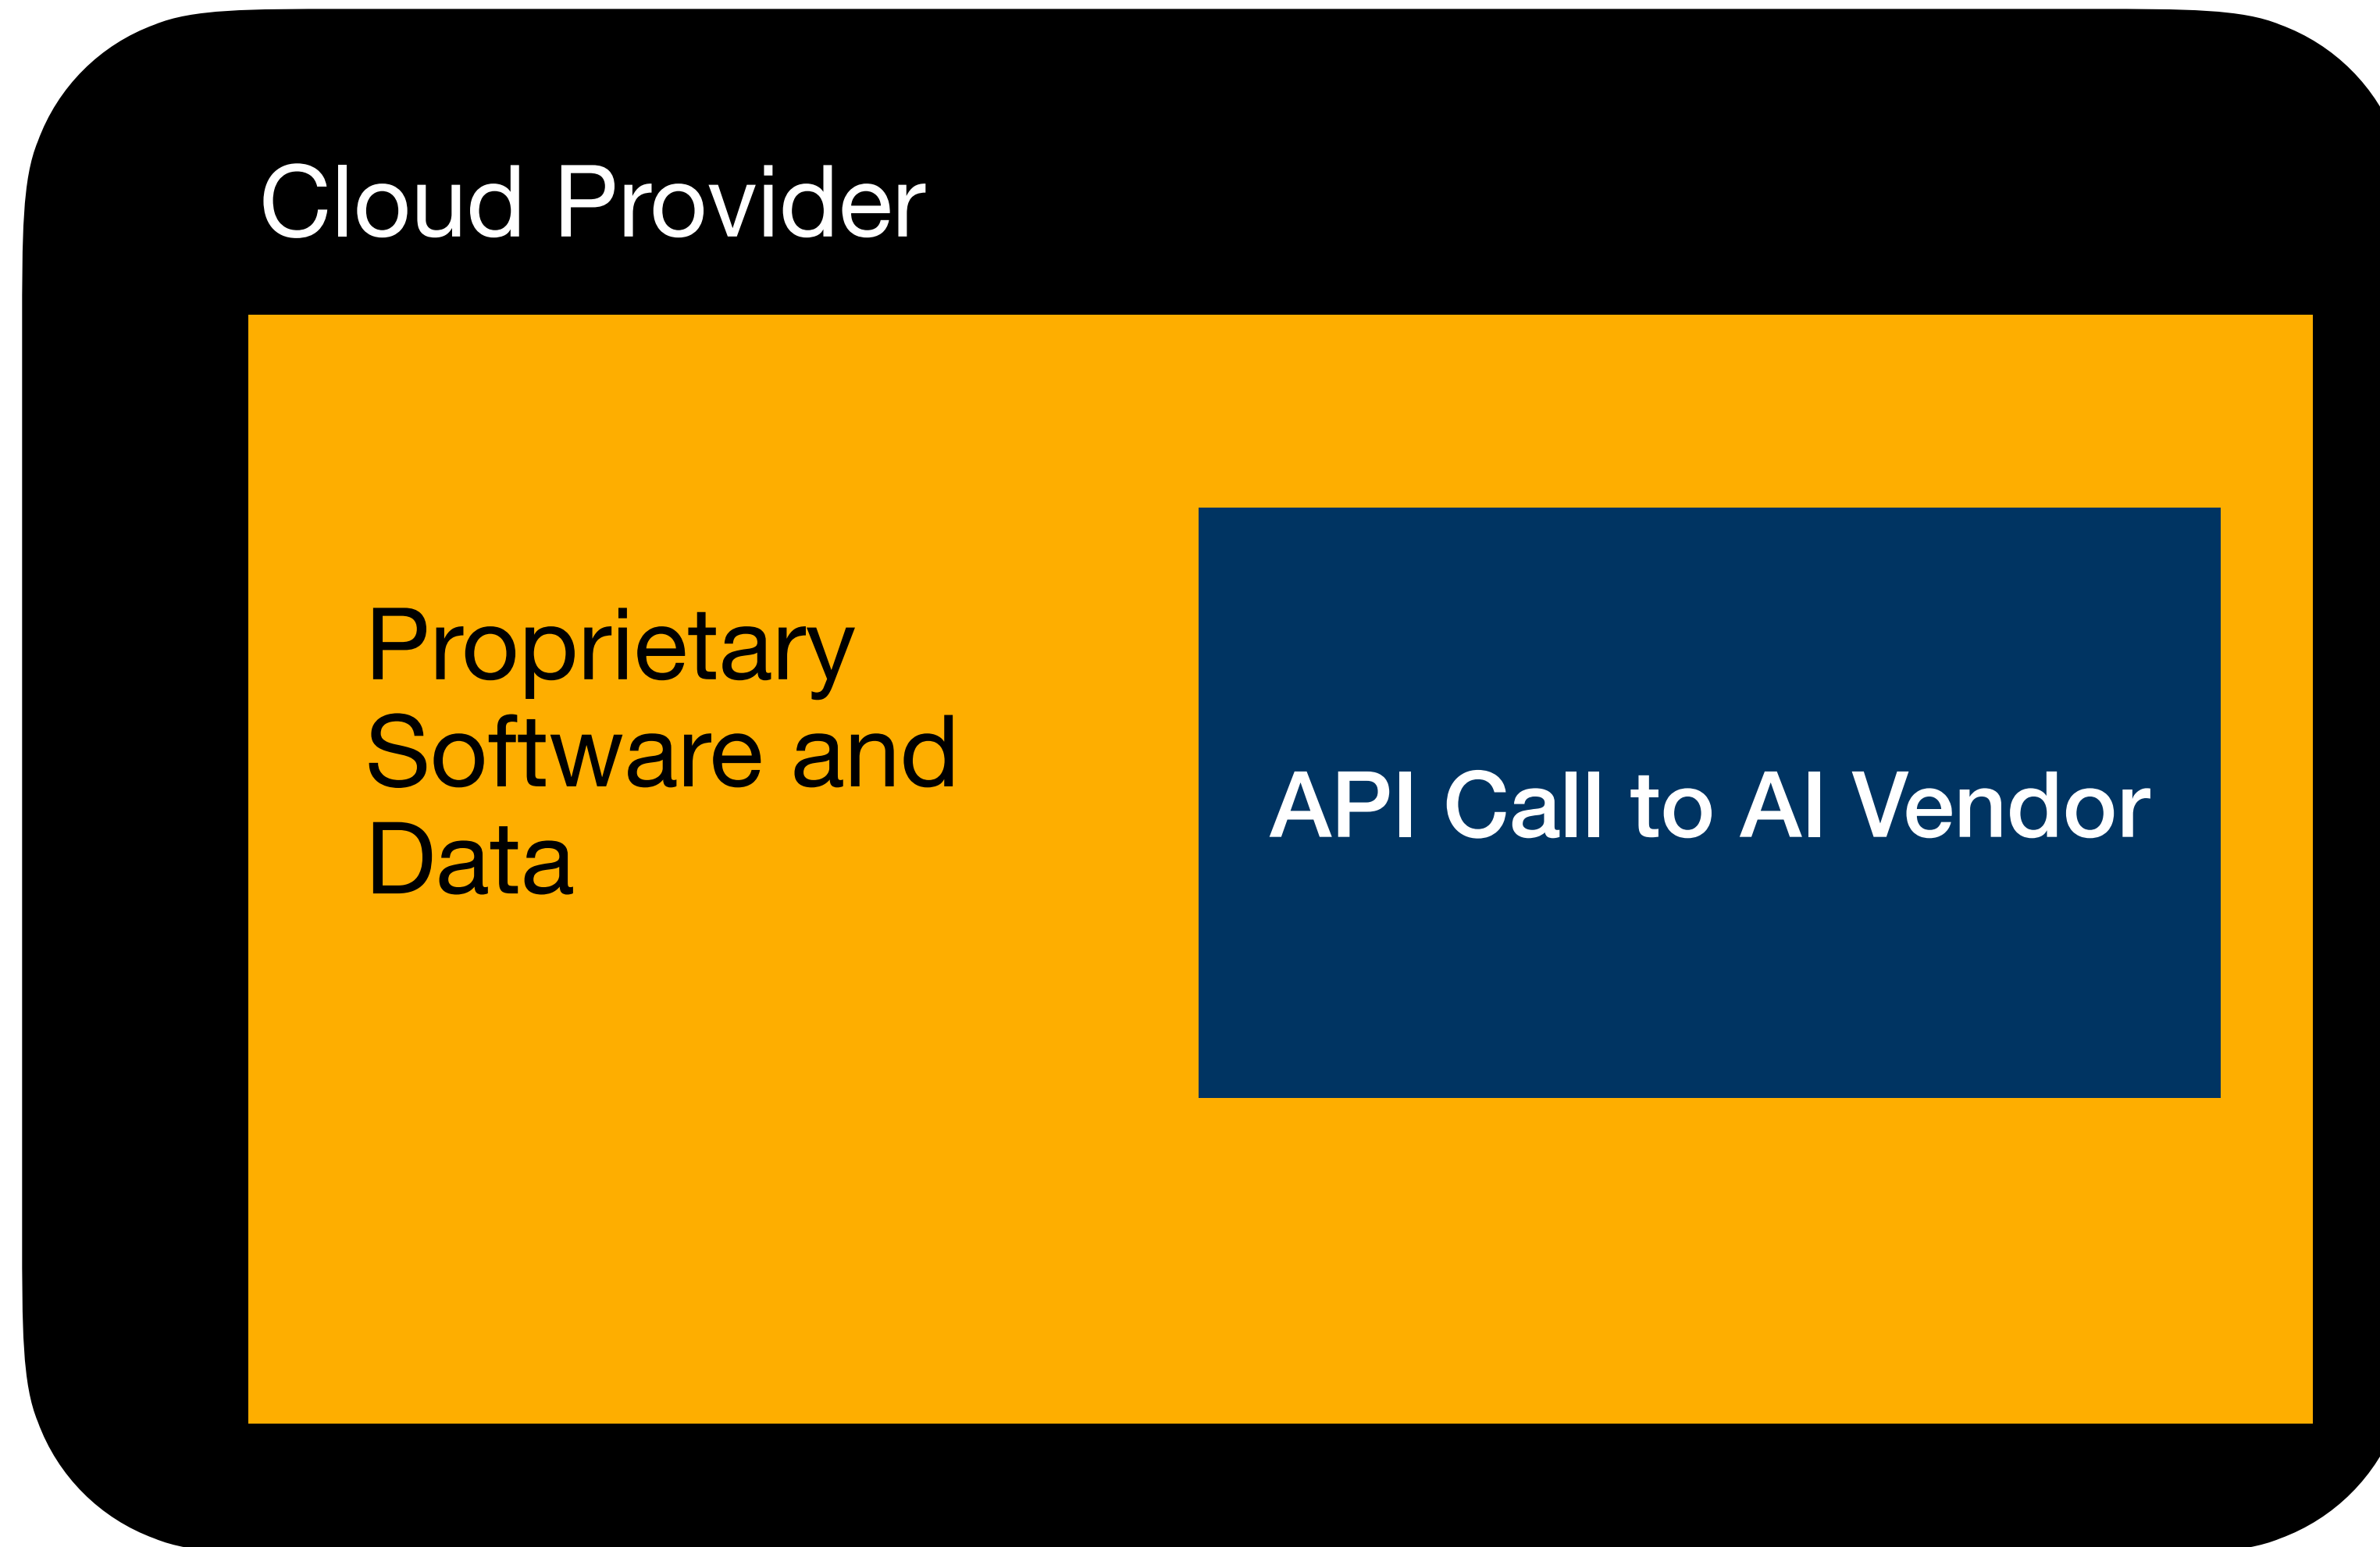 Cloud Provider
Proprietary
Software and
Data
API Call to AI Vendor